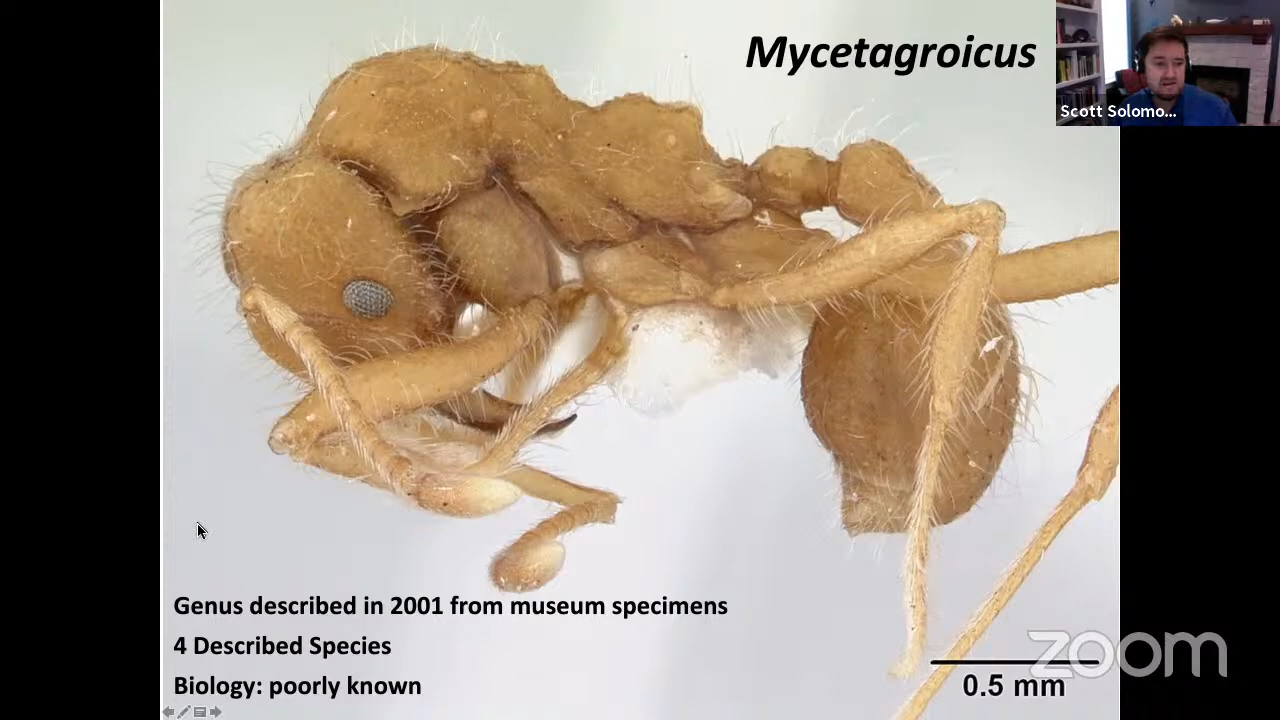 Mycetagroicus
Scott Solomo...
Genus described in 2001 from museum specimens
4 Described Species
Biology: poorly known
0.5 mm
zoom